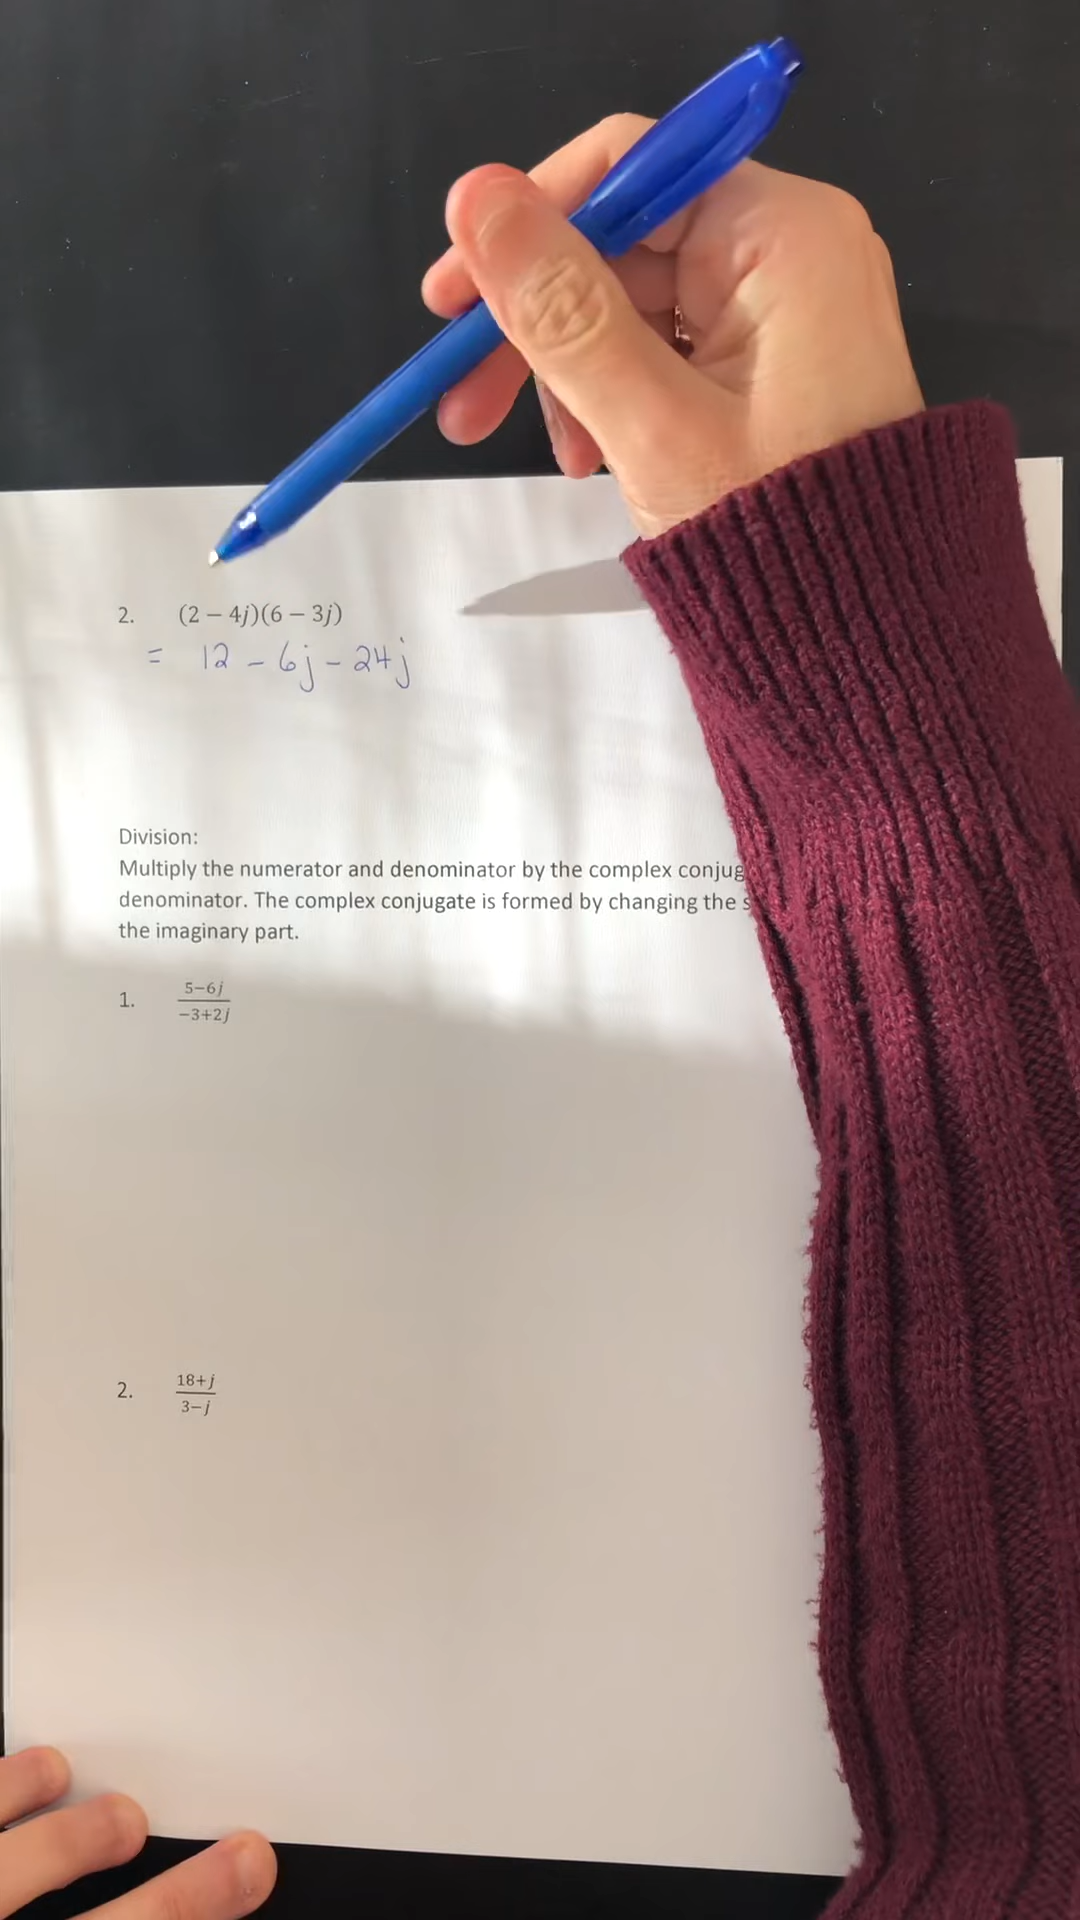 2. (2 – 4j)(6 – 3j)
= 12 - 6j - 24j
Division:
Multiply the numerator and denominator by the complex
denominator. The complex conjugate is formed by changing the
the imaginary part.
1. 5−6j
−3+2j
2. 18+j
3−j